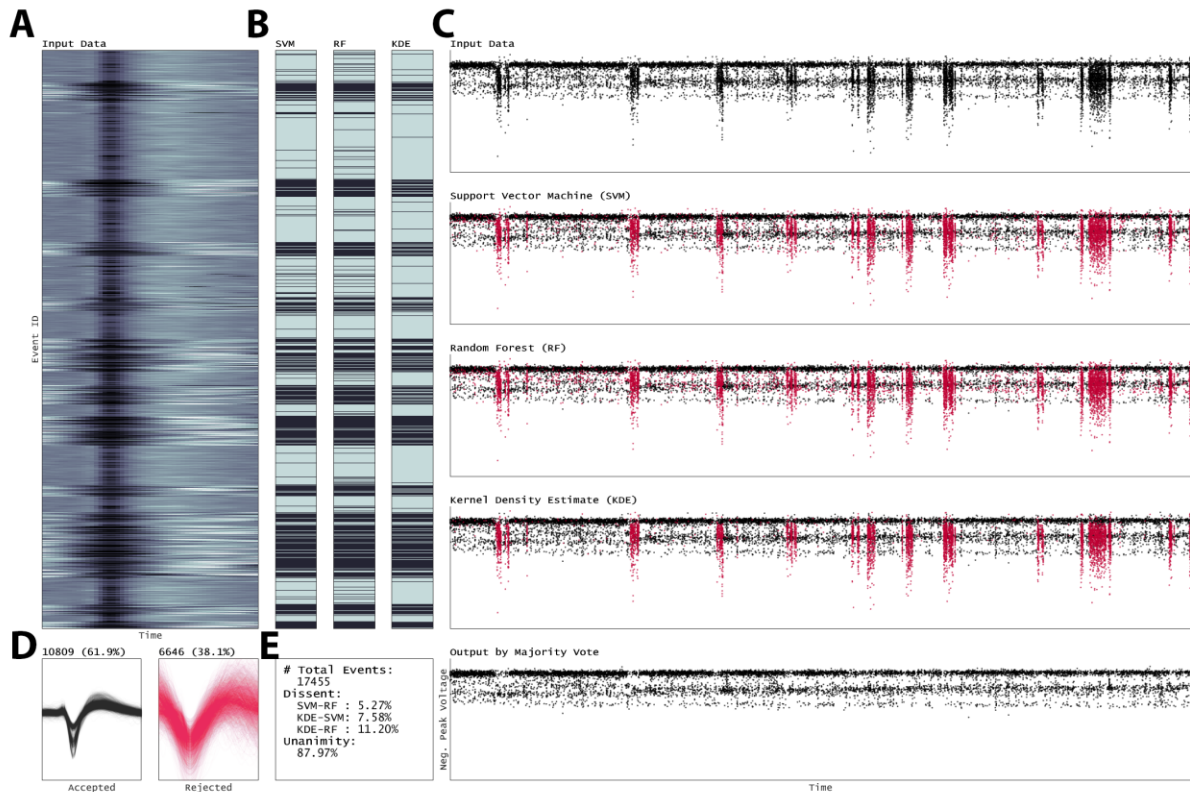 A
Input Data
Event ID
Time
B
SVM
RF
KDE
C
Input Data
Support Vector Machine (SVM)
Random Forest (RF)
Kernel Density Estimate (KDE)
Output by Majority Vote
Neg. Peak Voltage
Time
D
10809 (61.9%)
6646 (38.1%)
Accepted
Rejected
E
# Total Events:
17455
Dissent:
SVM-RF : 5.27%
KDE-SVM: 7.58%
KDE-RF : 11.20%
Unanimity:
87.97%